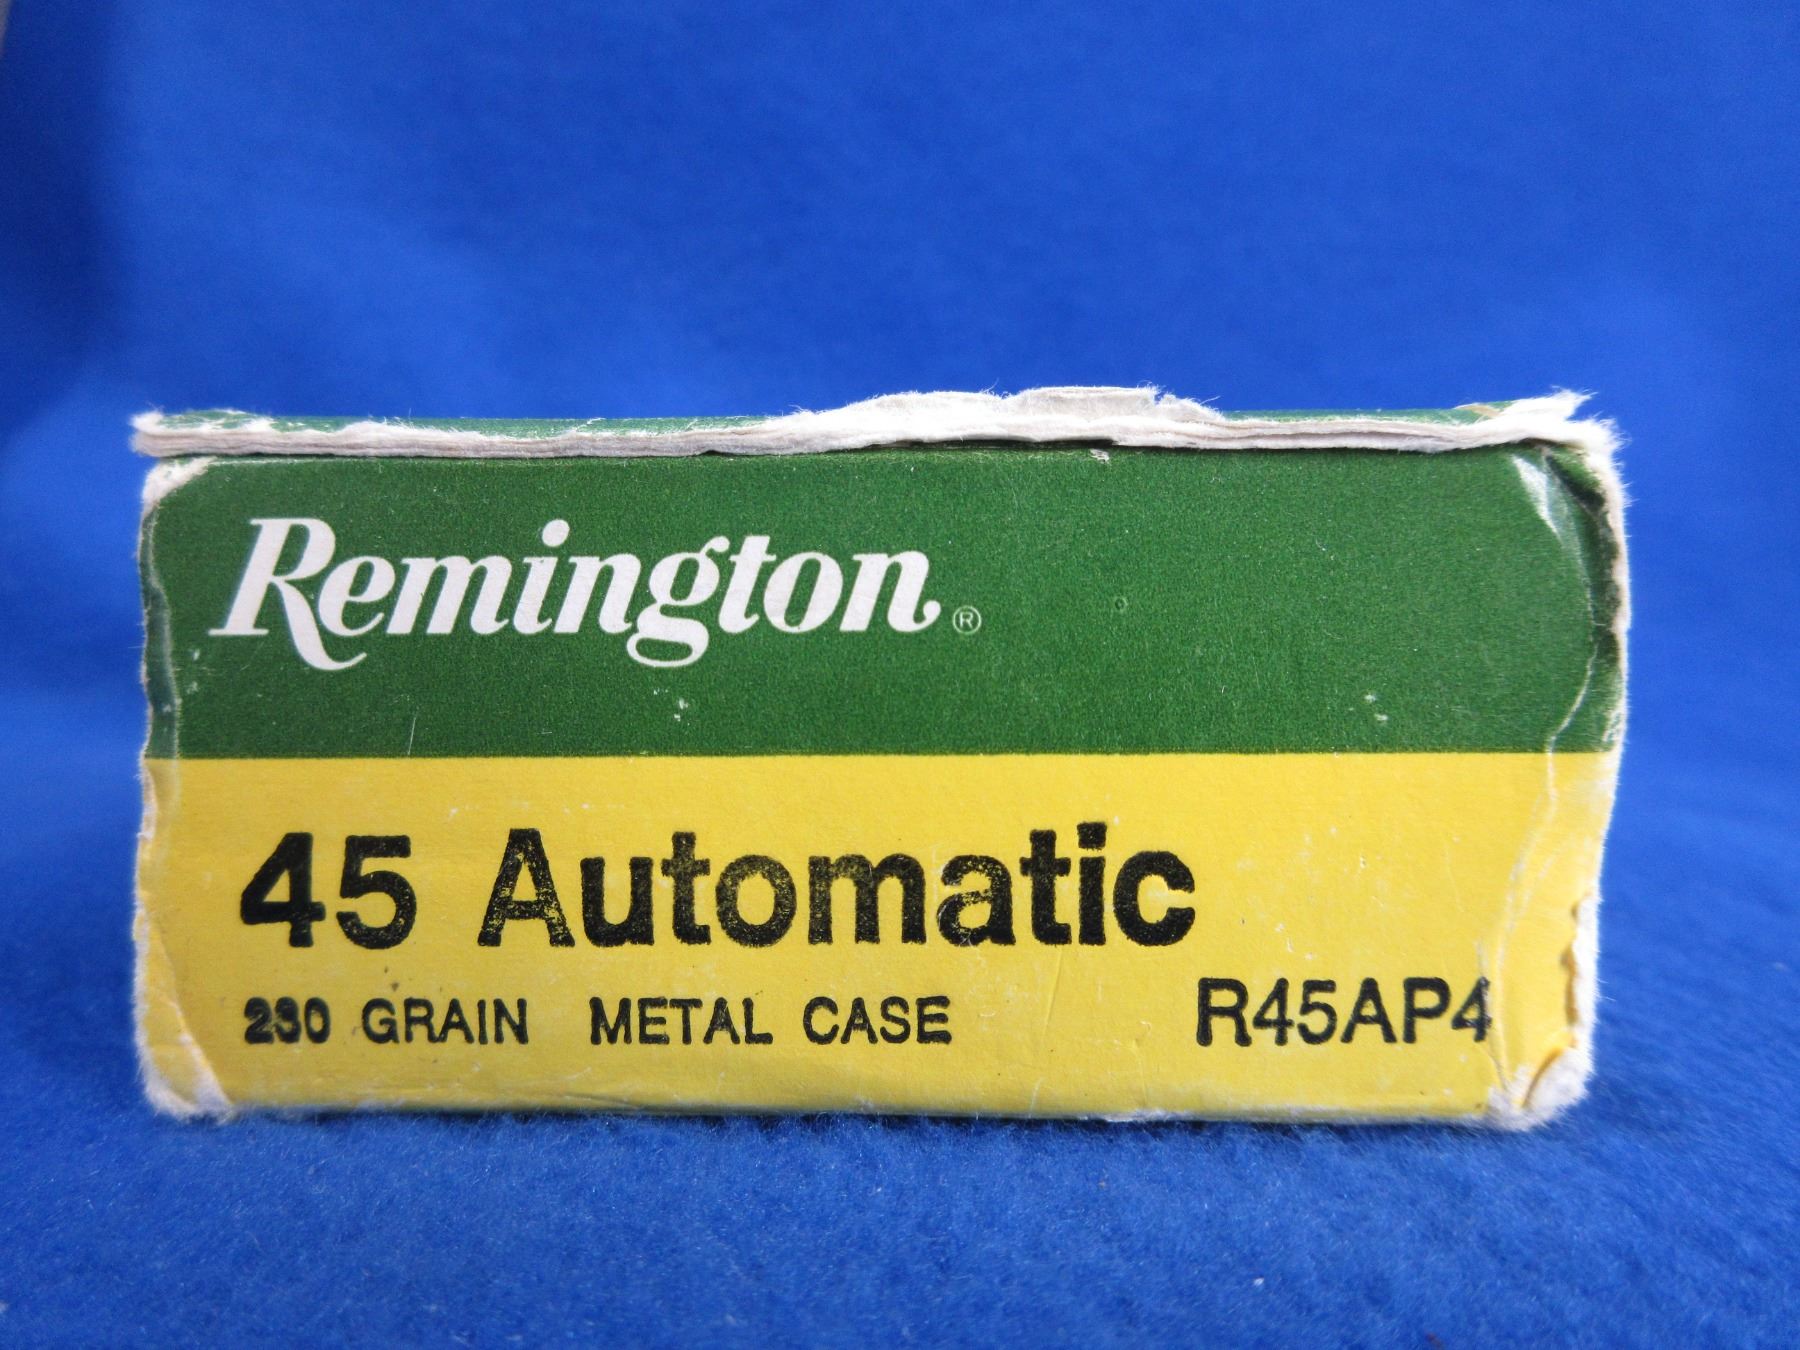 Remington®
45 Automatic
230 GRAIN METAL CASE R45AP4